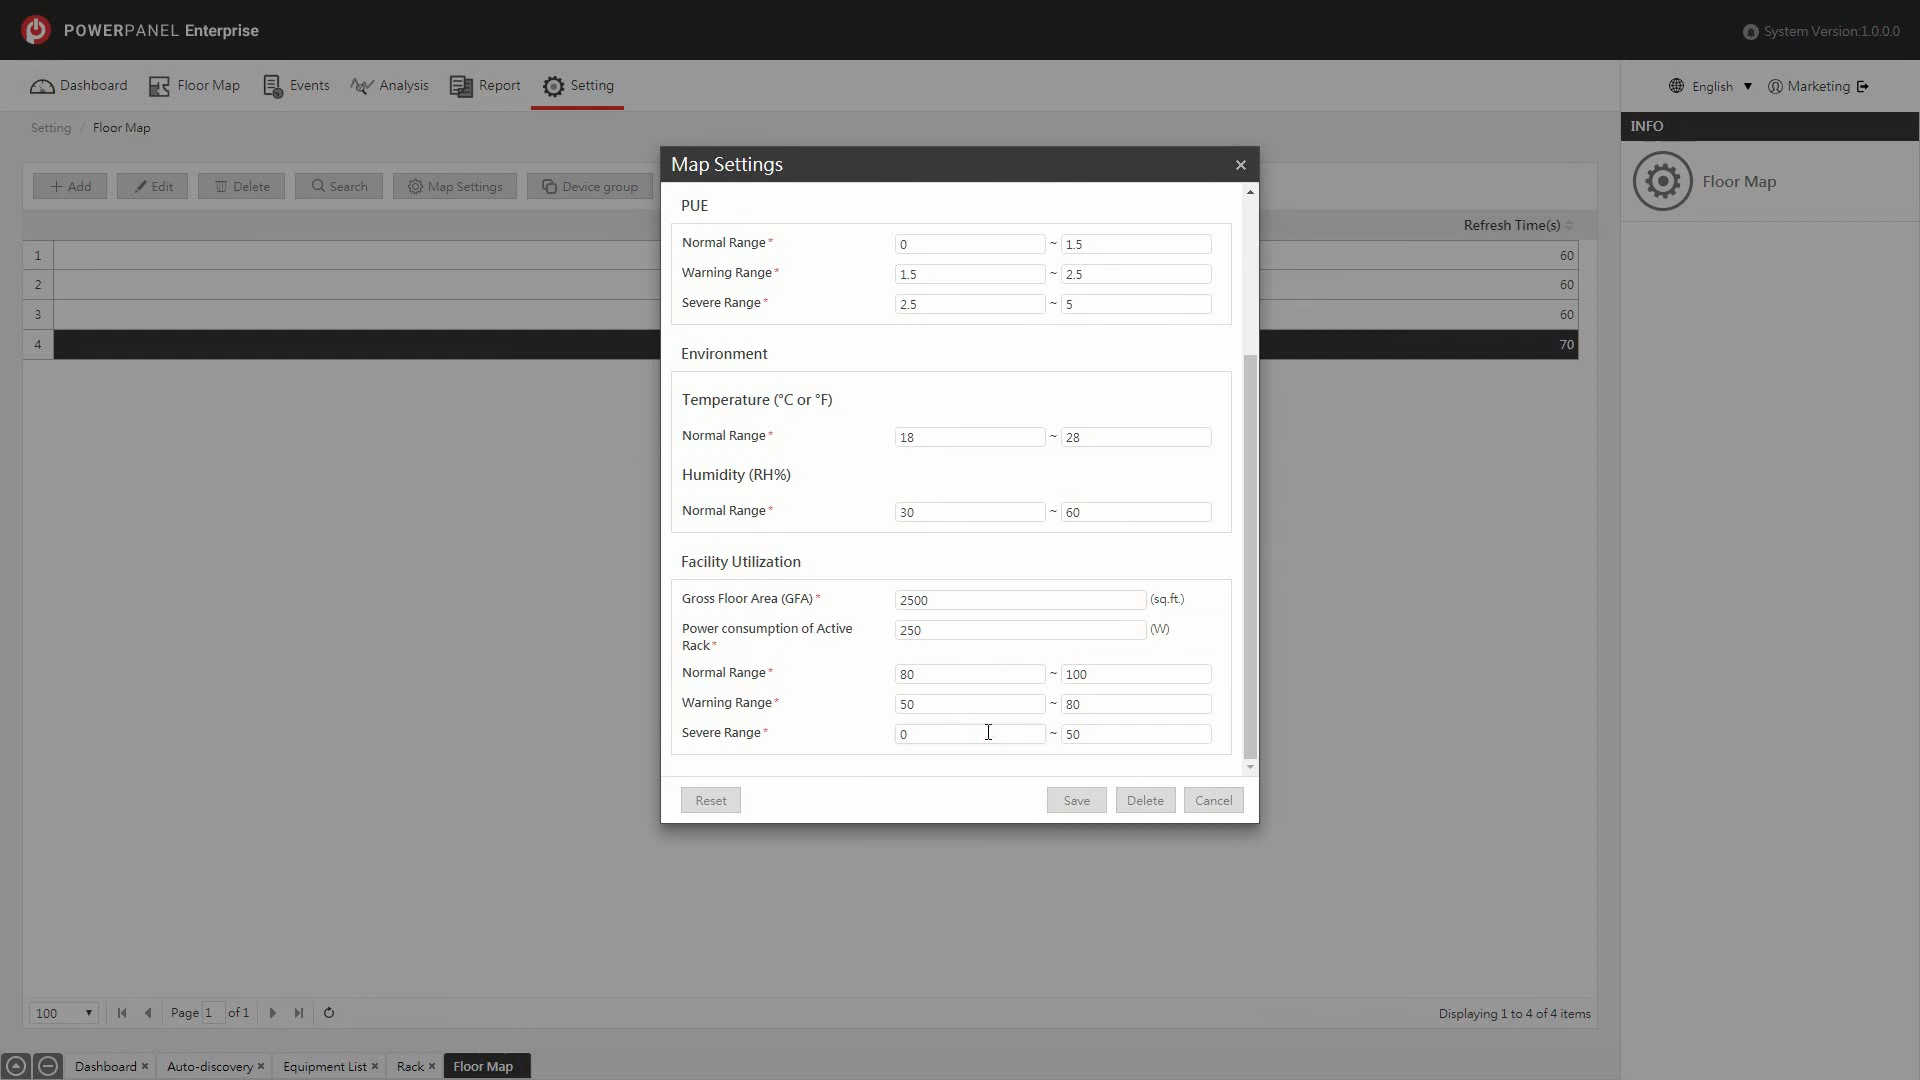 POWERPANEL Enterprise
System Version:1.0.0.0
Dashboard Floor Map Events Analysis Report Setting
English ▼ Marketing
Setting / Floor Map
INFO
Floor Map
Add Edit Delete Search Map Settings Device group
Refresh Time(s)
1 60
2 60
3 60
4 70
Map Settings ×
PUE
Normal Range* 0 ~ 1.5
Warning Range* 1.5 ~ 2.5
Severe Range* 2.5 ~ 5
Environment
Temperature (°C or °F)
Normal Range* 18 ~ 28
Humidity (RH%)
Normal Range* 30 ~ 60
Facility Utilization
Gross Floor Area (GFA)* 2500 (sq.ft.)
Power consumption of Active 250 (W)
Rack*
Normal Range* 80 ~ 100
Warning Range* 50 ~ 80
Severe Range* 0 ~ 50
Reset Save Delete Cancel
100 ▼ Page 1 of 1 Displaying 1 to 4 of 4 items
Dashboard × Auto-discovery × Equipment List × Rack × Floor Map